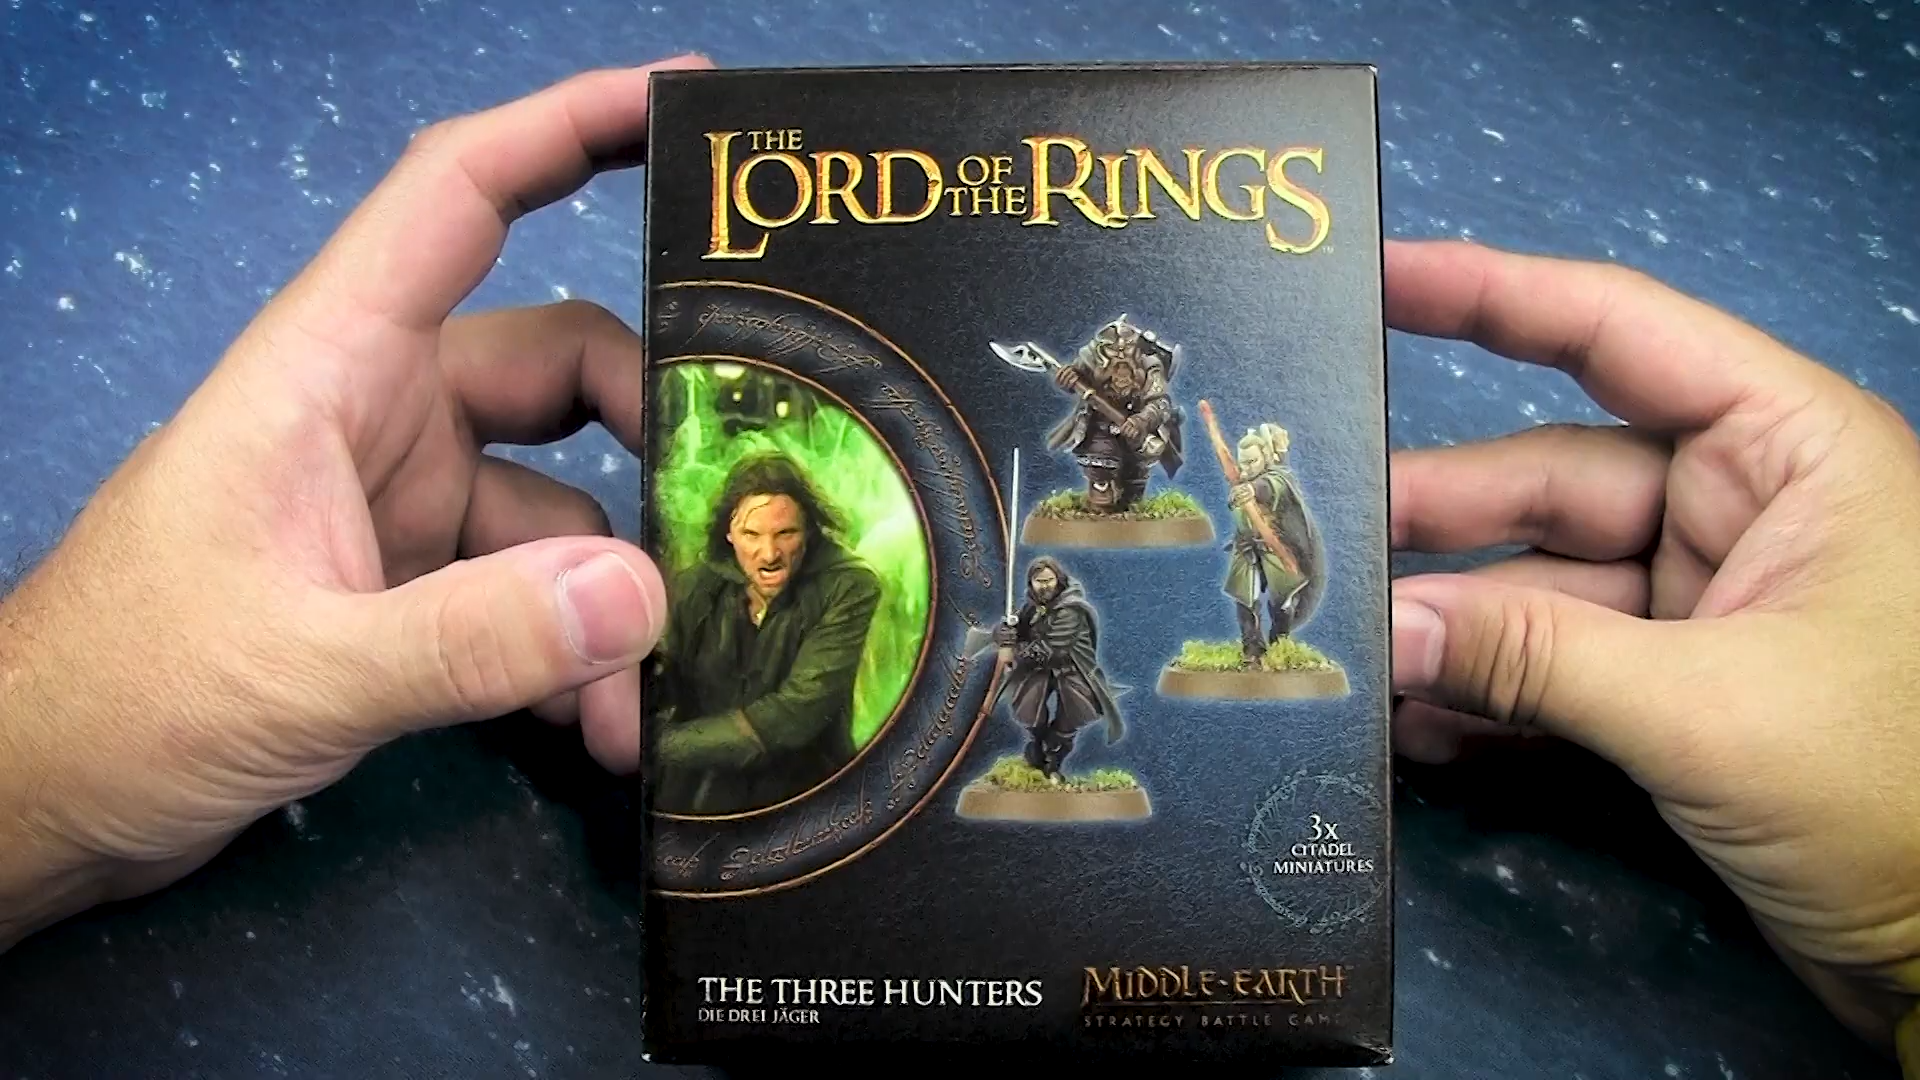 THE
LORD OF THE RINGS
3x
CITADEL
MINIATURES
THE THREE HUNTERS
DIE DREI JÄGER
MIDDLE-EARTH
STRATEGY BATTLE GAME